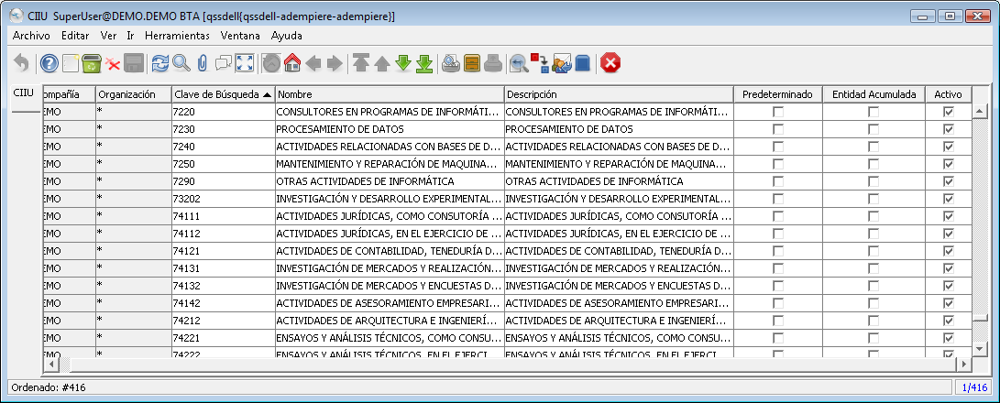 CIIU SuperUser@DEMO.DEMO BTA [qssdell{qssdell-adempiere-adempiere}]
Archivo Editar Ver Ir Herramientas Ventana Ayuda
CIIU
ompañía Organización Clave de Búsqueda Nombre Descripción Predeterminado Entidad Acumulada Activo
EMO * 7220 CONSULTORES EN PROGRAMAS DE INFORMÁTI... CONSULTORES EN PROGRAMAS DE INFORMÁTI...
EMO * 7230 PROCESAMIENTO DE DATOS PROCESAMIENTO DE DATOS
EMO * 7240 ACTIVIDADES RELACIONADAS CON BASES DE D... ACTIVIDADES RELACIONADAS CON BASES DE D...
EMO * 7250 MANTENIMIENTO Y REPARACIÓN DE MAQUINA... MANTENIMIENTO Y REPARACIÓN DE MAQUINA...
EMO * 7290 OTRAS ACTIVIDADES DE INFORMÁTICA OTRAS ACTIVIDADES DE INFORMÁTICA
EMO * 73202 INVESTIGACIÓN Y DESARROLLO EXPERIMENTAL... INVESTIGACIÓN Y DESARROLLO EXPERIMENTAL...
EMO * 74111 ACTIVIDADES JURÍDICAS, COMO CONSUTORÍA ... ACTIVIDADES JURÍDICAS, COMO CONSUTORÍA ...
EMO * 74112 ACTIVIDADES JURÍDICAS, EN EL EJERCICIO DE ... ACTIVIDADES JURÍDICAS, EN EL EJERCICIO DE ...
EMO * 74121 ACTIVIDADES DE CONTABILIDAD, TENEDURÍA D... ACTIVIDADES DE CONTABILIDAD, TENEDURÍA D...
EMO * 74131 INVESTIGACIÓN DE MERCADOS Y REALIZACIÓN... INVESTIGACIÓN DE MERCADOS Y REALIZACIÓN...
EMO * 74132 INVESTIGACIÓN DE MERCADOS Y ENCUESTAS D... INVESTIGACIÓN DE MERCADOS Y ENCUESTAS D...
EMO * 74142 ACTIVIDADES DE ASESORAMIENTO EMPRESARI... ACTIVIDADES DE ASESORAMIENTO EMPRESARI...
EMO * 74212 ACTIVIDADES DE ARQUITECTURA E INGENIERÍ... ACTIVIDADES DE ARQUITECTURA E INGENIERÍ...
EMO * 74221 ENSAYOS Y ANÁLISIS TÉCNICOS, COMO CONSU... ENSAYOS Y ANÁLISIS TÉCNICOS, COMO CONSU...
EMO * 74222 ENSAYOS Y ANÁLISIS TÉCNICOS, EN EL EJERCI... ENSAYOS Y ANÁLISIS TÉCNICOS, EN EL EJERCI...
Ordenado: #416 1/416